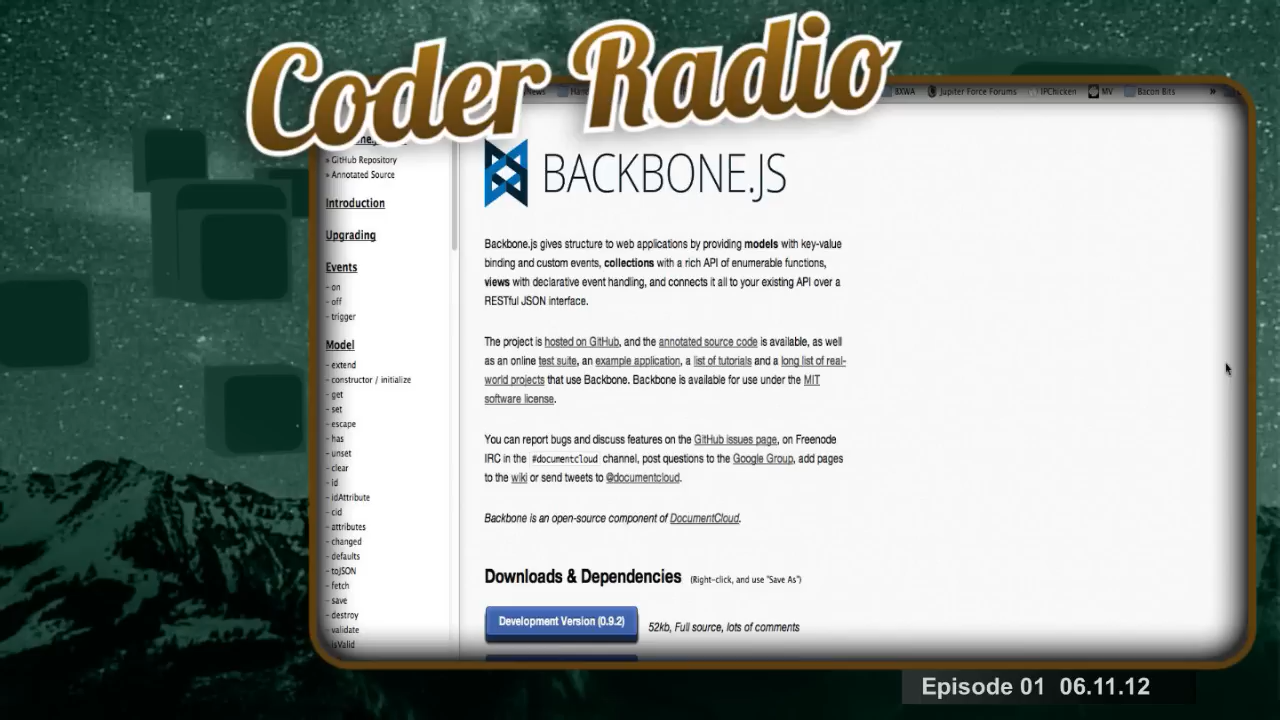 Coder Radio
BXWA
Jupiter Force Forums
IPChicken
MV
Bacon Bits
»
» GitHub Repository
» Annotated Source
Introduction
Upgrading
Events
- on
- off
- trigger
Model
- extend
- constructor / initialize
- get
- set
- escape
- has
- unset
- clear
- id
- idAttribute
- cid
- attributes
- changed
- defaults
- toJSON
- fetch
- save
- destroy
- validate
- isValid
BACKBONE.JS
Backbone.js gives structure to web applications by providing models with key-value
binding and custom events, collections with a rich API of enumerable functions,
views with declarative event handling, and connects it all to your existing API over a
RESTful JSON interface.
The project is hosted on GitHub, and the annotated source code is available, as well
as an online test suite, an example application, a list of tutorials and a long list of real-
world projects that use Backbone. Backbone is available for use under the MIT
software license.
You can report bugs and discuss features on the GitHub issues page, on Freenode
IRC in the #documentcloud channel, post questions to the Google Group, add pages
to the wiki or send tweets to @documentcloud.
Backbone is an open-source component of DocumentCloud.
Downloads & Dependencies (Right-click, and use "Save As")
Development Version (0.9.2) 52kb, Full source, lots of comments
Episode 01 06.11.12